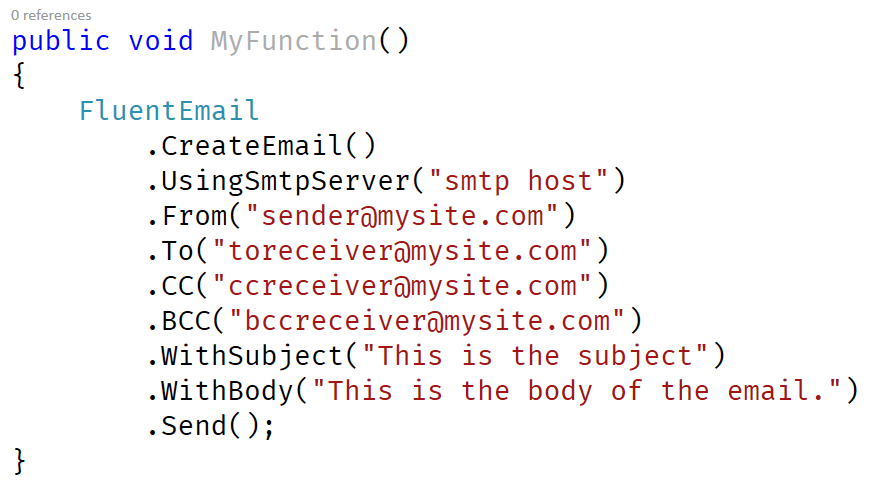 0 references
public void MyFunction()
{
FluentEmail
.CreateEmail()
.UsingSmtpServer("smtp host")
.From("sender@mysite.com")
.To("toreceiver@mysite.com")
.CC("ccreceiver@mysite.com")
.BCC("bccreceiver@mysite.com")
.WithSubject("This is the subject")
.WithBody("This is the body of the email.")
.Send();
}